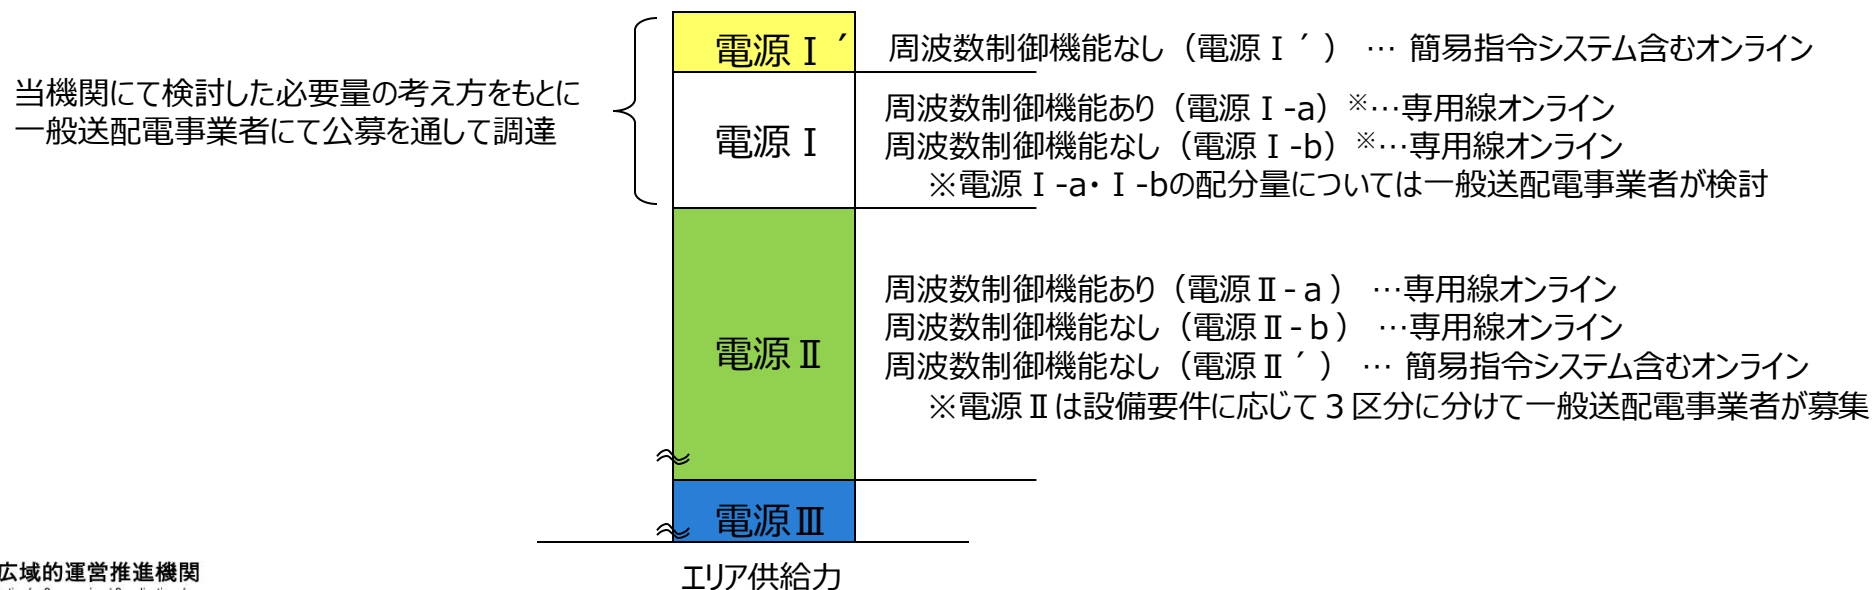 電源Ⅰ´
周波数制御機能なし（電源Ⅰ´）… 簡易指令システム含むオンライン
当機関にて検討した必要量の考え方をもとに
一般送配電事業者にて公募を通して調達
電源Ⅰ
周波数制御機能あり（電源Ⅰ-a）※…専用線オンライン
周波数制御機能なし（電源Ⅰ-b）※…専用線オンライン
※電源Ⅰ-a・Ⅰ-bの配分量については一般送配電事業者が検討
電源Ⅱ
周波数制御機能あり（電源Ⅱ-ａ） …専用線オンライン
周波数制御機能なし（電源Ⅱ-ｂ） …専用線オンライン
周波数制御機能なし（電源Ⅱ´） … 簡易指令システム含むオンライン
※電源Ⅱは設備要件に応じて３区分に分けて一般送配電事業者が募集
電源Ⅲ
エリア供給力
広域的運営推進機関